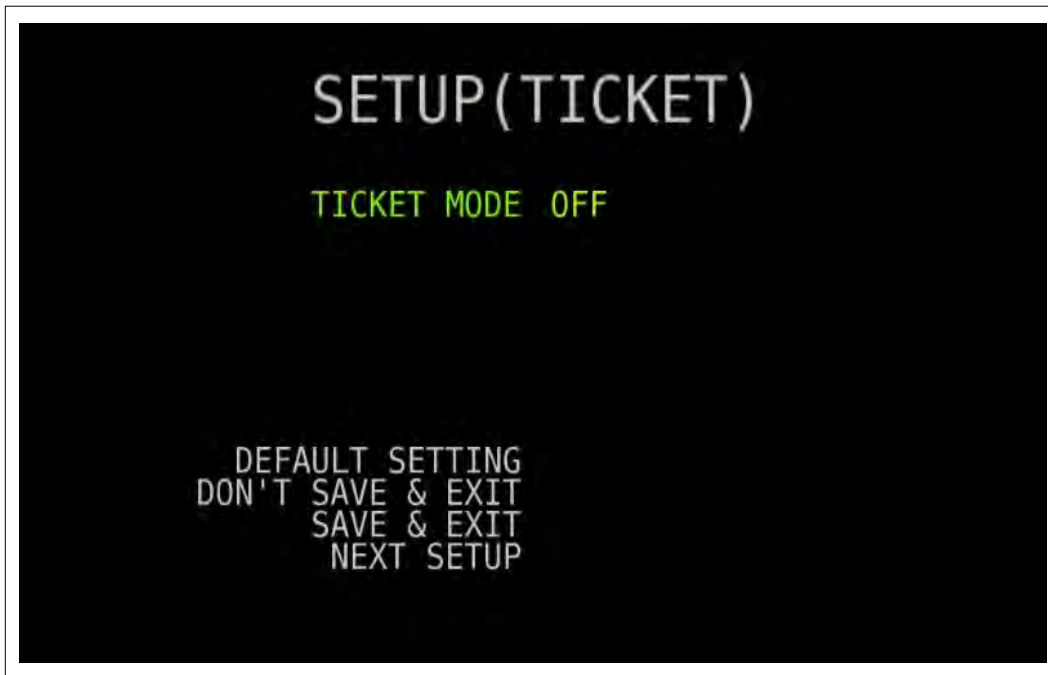 SETUP(TICKET)
TICKET MODE OFF
DEFAULT SETTING
DON'T SAVE & EXIT
SAVE & EXIT
NEXT SETUP